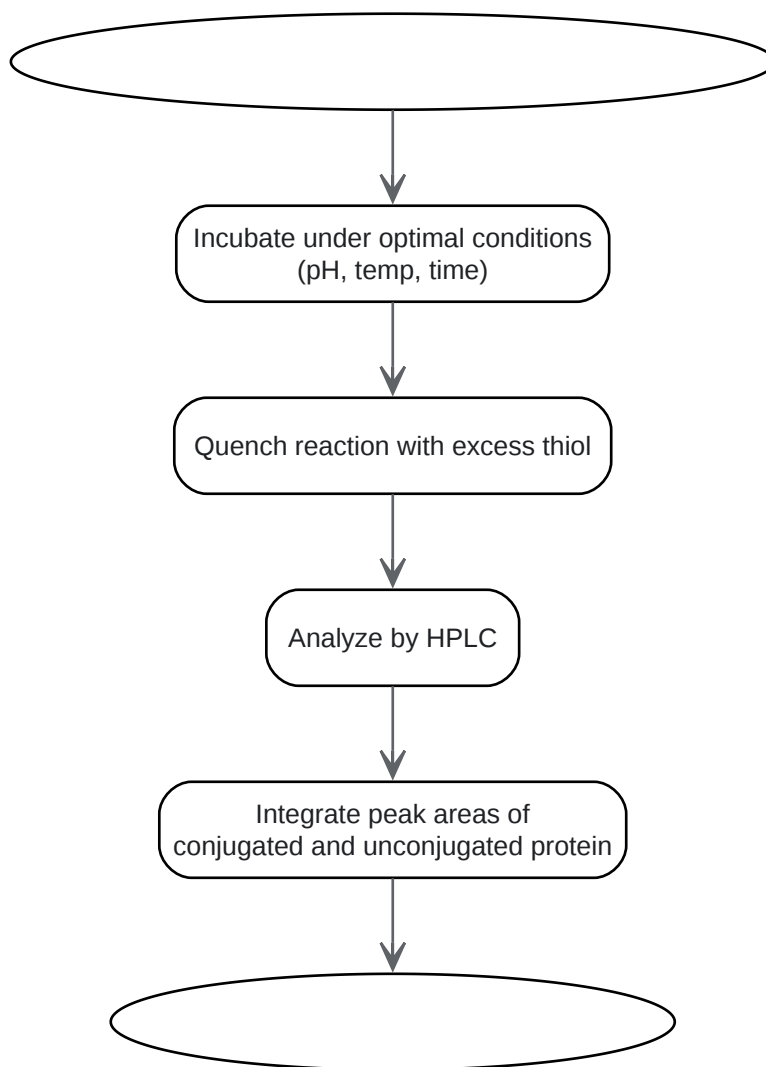 Incubate under optimal conditions
(pH, temp, time)
Quench reaction with excess thiol
Analyze by HPLC
Integrate peak areas of
conjugated and unconjugated protein